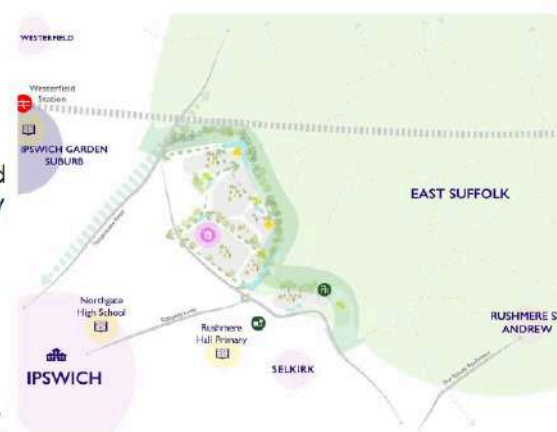 WESTERFIELD
Westerfield
Station
IPSWICH GARDEN
SUBURB
EAST SUFFOLK
Northgate
High School
Rushmere
Hall Primary
RUSHMERE S
ANDREW
IPSWICH
SELKIRK